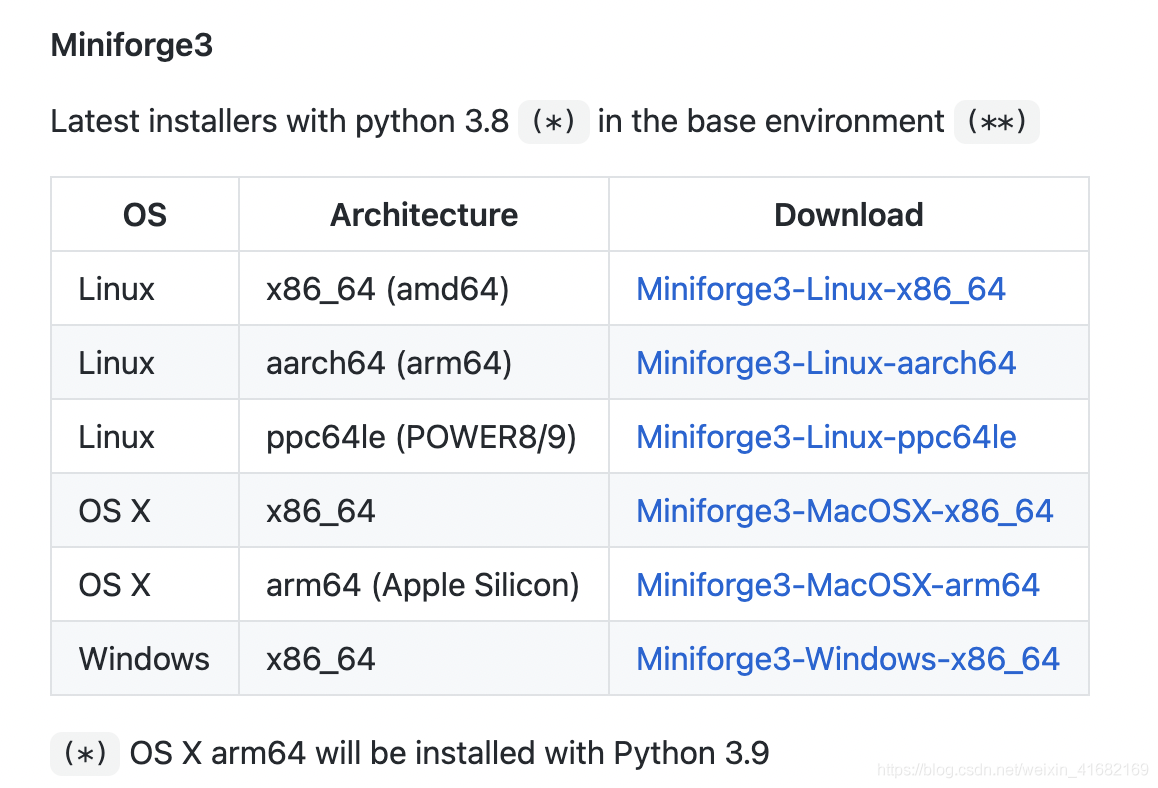 Miniforge3
Latest installers with python 3.8 (*) in the base environment (**)
OS Architecture Download
Linux x86_64 (amd64) Miniforge3-Linux-x86_64
Linux aarch64 (arm64) Miniforge3-Linux-aarch64
Linux ppc64le (POWER8/9) Miniforge3-Linux-ppc64le
OS X x86_64 Miniforge3-MacOSX-x86_64
OS X arm64 (Apple Silicon) Miniforge3-MacOSX-arm64
Windows x86_64 Miniforge3-Windows-x86_64
(*) OS X arm64 will be installed with Python 3.9
https://blog.csdn.net/weixin_41682169